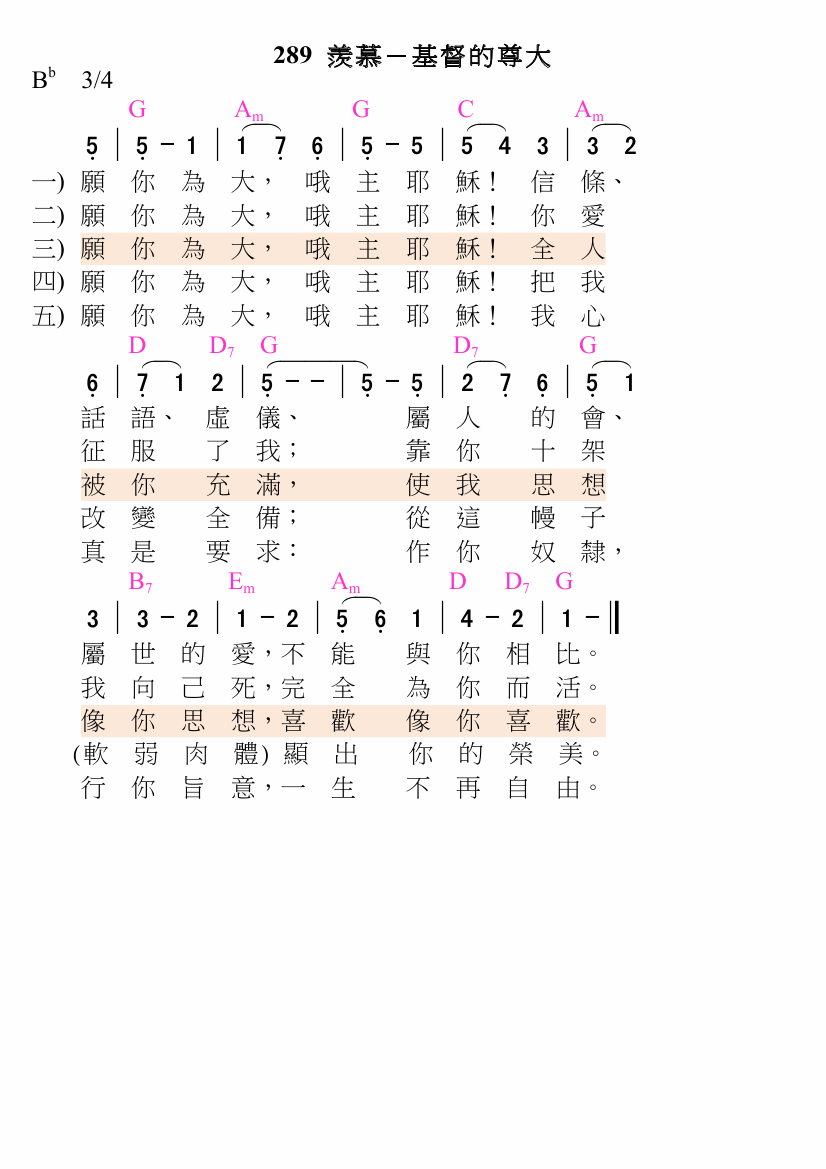 289 羨慕－基督的尊大
Bb 3/4
G Am G C Am
5 | 5 - 1 | 1 7 6 | 5 - 5 | 5 4 3 | 3 2
一) 願 你 為 大， 哦 主 耶 穌！ 信 條、
二) 願 你 為 大， 哦 主 耶 穌！ 你 愛
三) 願 你 為 大， 哦 主 耶 穌！ 全 人
四) 願 你 為 大， 哦 主 耶 穌！ 把 我
五) 願 你 為 大， 哦 主 耶 穌！ 我 心
D D7 G D7 G
6 | 7 1 2 | 5 - - | 5 - 5 | 2 7 6 | 5 1
話 語、 虛 儀、 屬 人 的 會、
征 服 了 我； 靠 你 十 架
被 你 充 滿， 使 我 思 想
改 變 全 備； 從 這 幔 子
真 是 要 求： 作 你 奴 隸，
B7 Em Am D D7 G
3 | 3 - 2 | 1 - 2 | 5 6 1 | 4 - 2 | 1 - ‖
屬 世 的 愛，不 能 與 你 相 比。
我 向 己 死，完 全 為 你 而 活。
像 你 思 想，喜 歡 像 你 喜 歡。
(軟 弱 肉 體) 顯 出 你 的 榮 美。
行 你 旨 意，一 生 不 再 自 由。